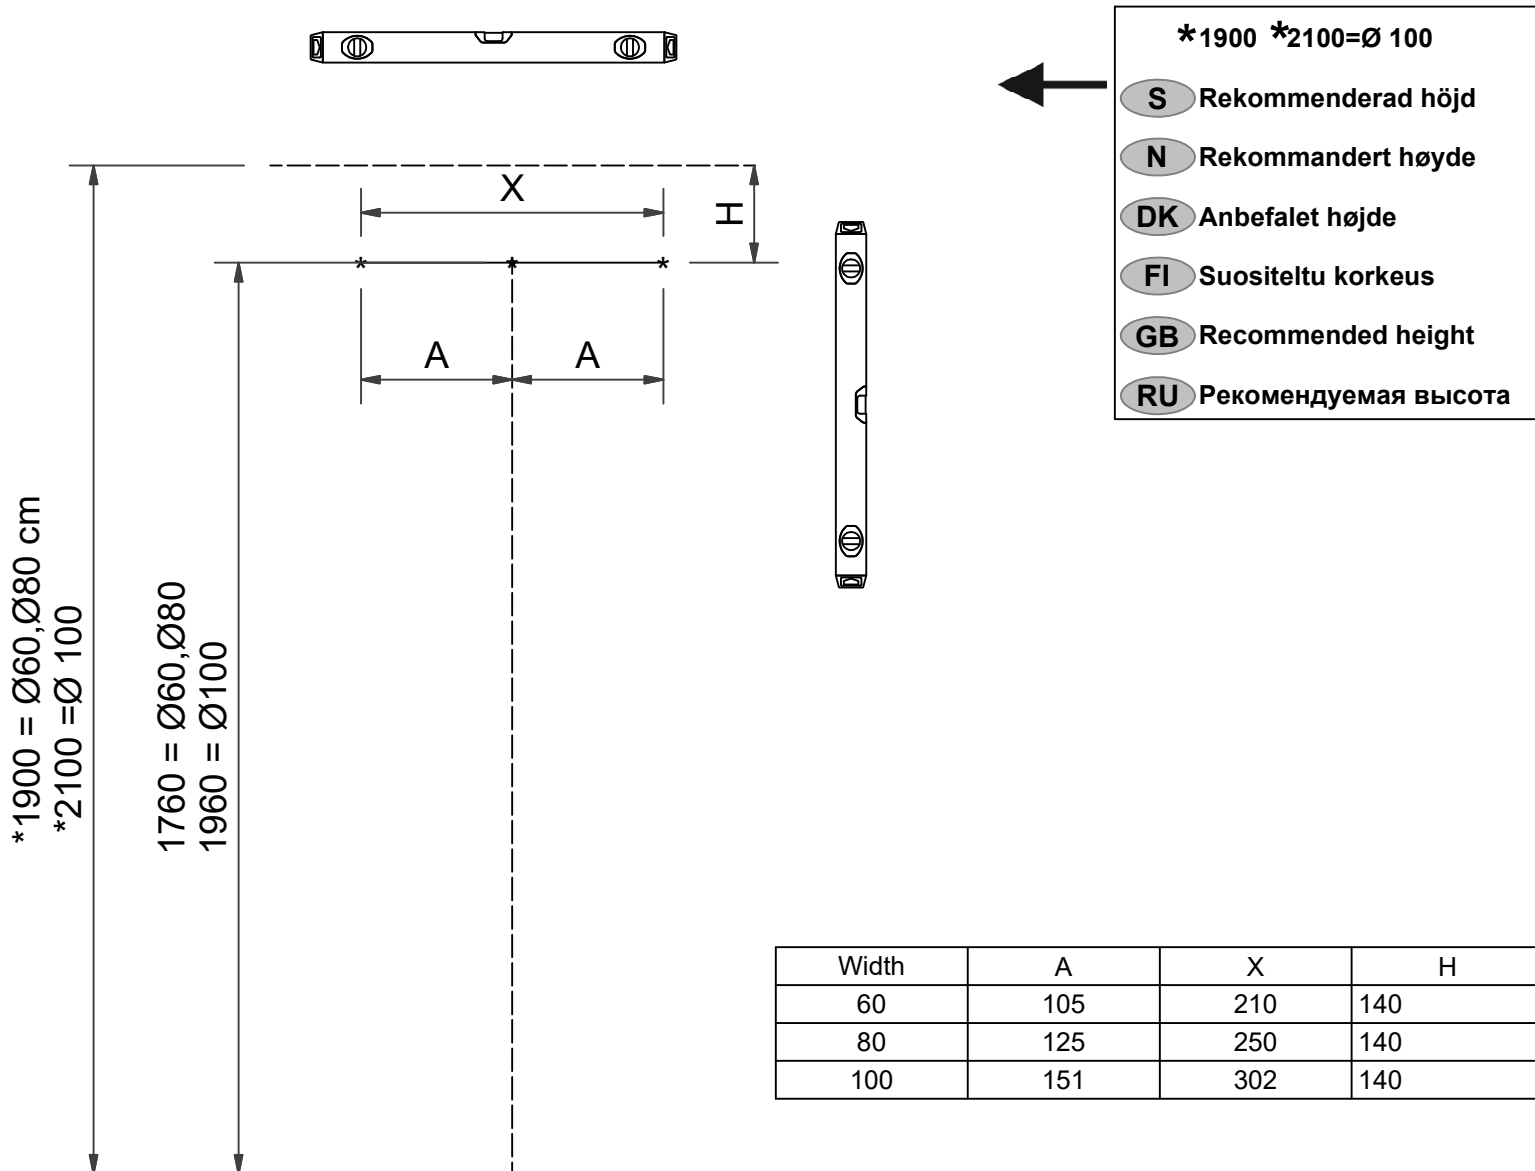 *1900 *2100=Ø 100
S Rekommenderad höjd
N Rekommandert høyde
DK Anbefalet højde
FI Suositeltu korkeus
GB Recommended height
RU Рекомендуемая высота
X
H
* * *
A A
*1900 = Ø60,Ø80 cm
*2100 =Ø 100
1760 = Ø60,Ø80
1960 = Ø100
Width A X H
60 105 210 140
80 125 250 140
100 151 302 140